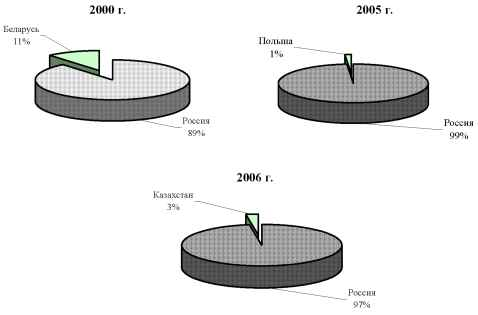 2000 г.
Беларусь
11%
Россия
89%
2005 г.
Польша
1%
Россия
99%
2006 г.
Казахстан
3%
Россия
97%